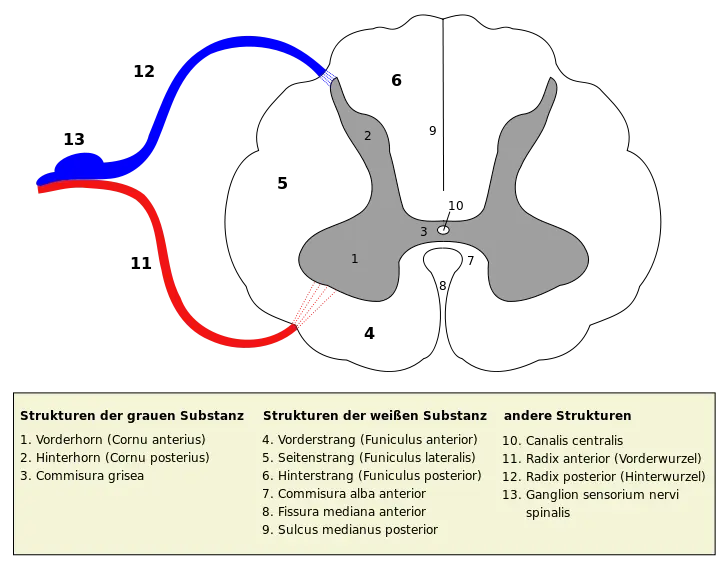 12
6
13
2
9
5
10
3
11
1
7
8
4
Strukturen der grauen Substanz
1. Vorderhorn (Cornu anterius)
2. Hinterhorn (Cornu posterius)
3. Commisura grisea
Strukturen der weißen Substanz
4. Vorderstrang (Funiculus anterior)
5. Seitenstrang (Funiculus lateralis)
6. Hinterstrang (Funiculus posterior)
7. Commisura alba anterior
8. Fissura mediana anterior
9. Sulcus medianus posterior
andere Strukturen
10. Canalis centralis
11. Radix anterior (Vorderwurzel)
12. Radix posterior (Hinterwurzel)
13. Ganglion sensorium nervi
spinalis